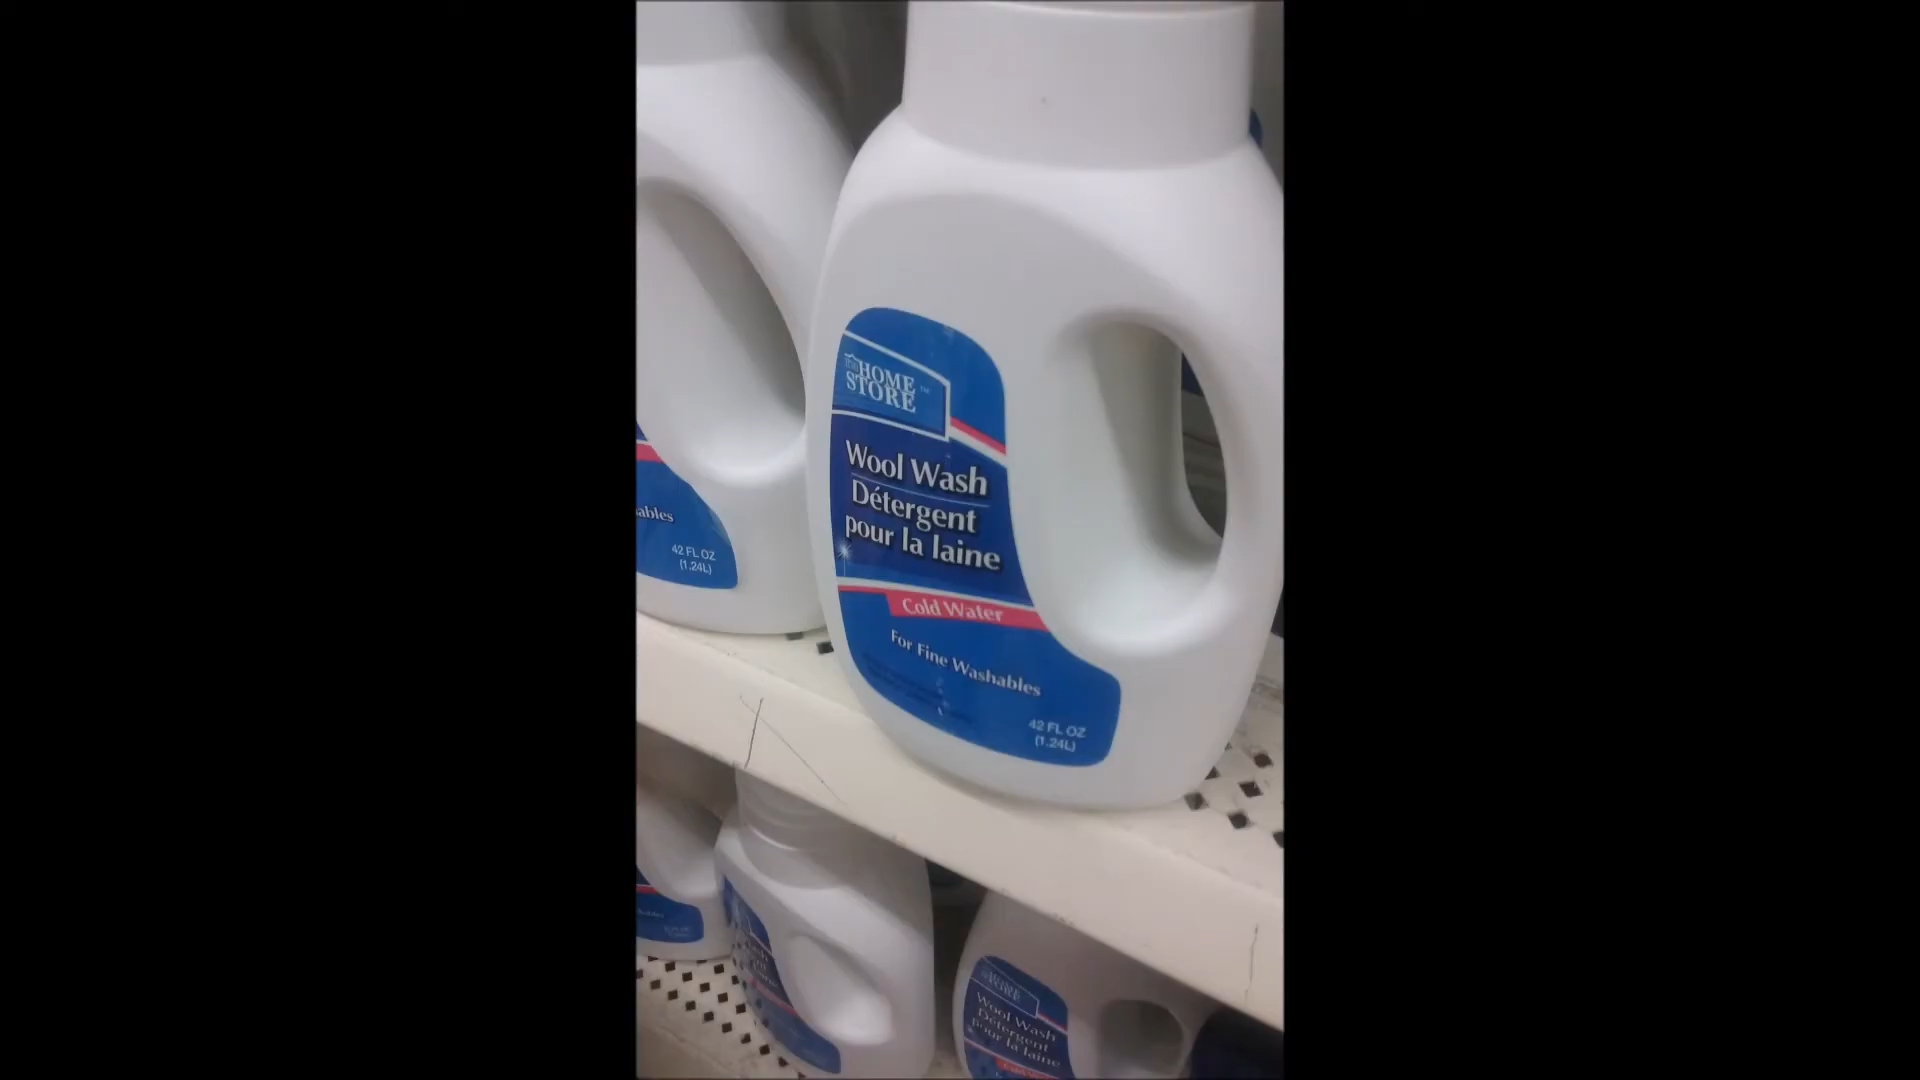 the HOME
STORE™
Wool Wash
Détergent
pour la laine
Cold Water
For Fine Washables
42 FL OZ
(1.24L)
ables
42 FL OZ
(1.24L)
Wool Wash
Détergent
pour la laine